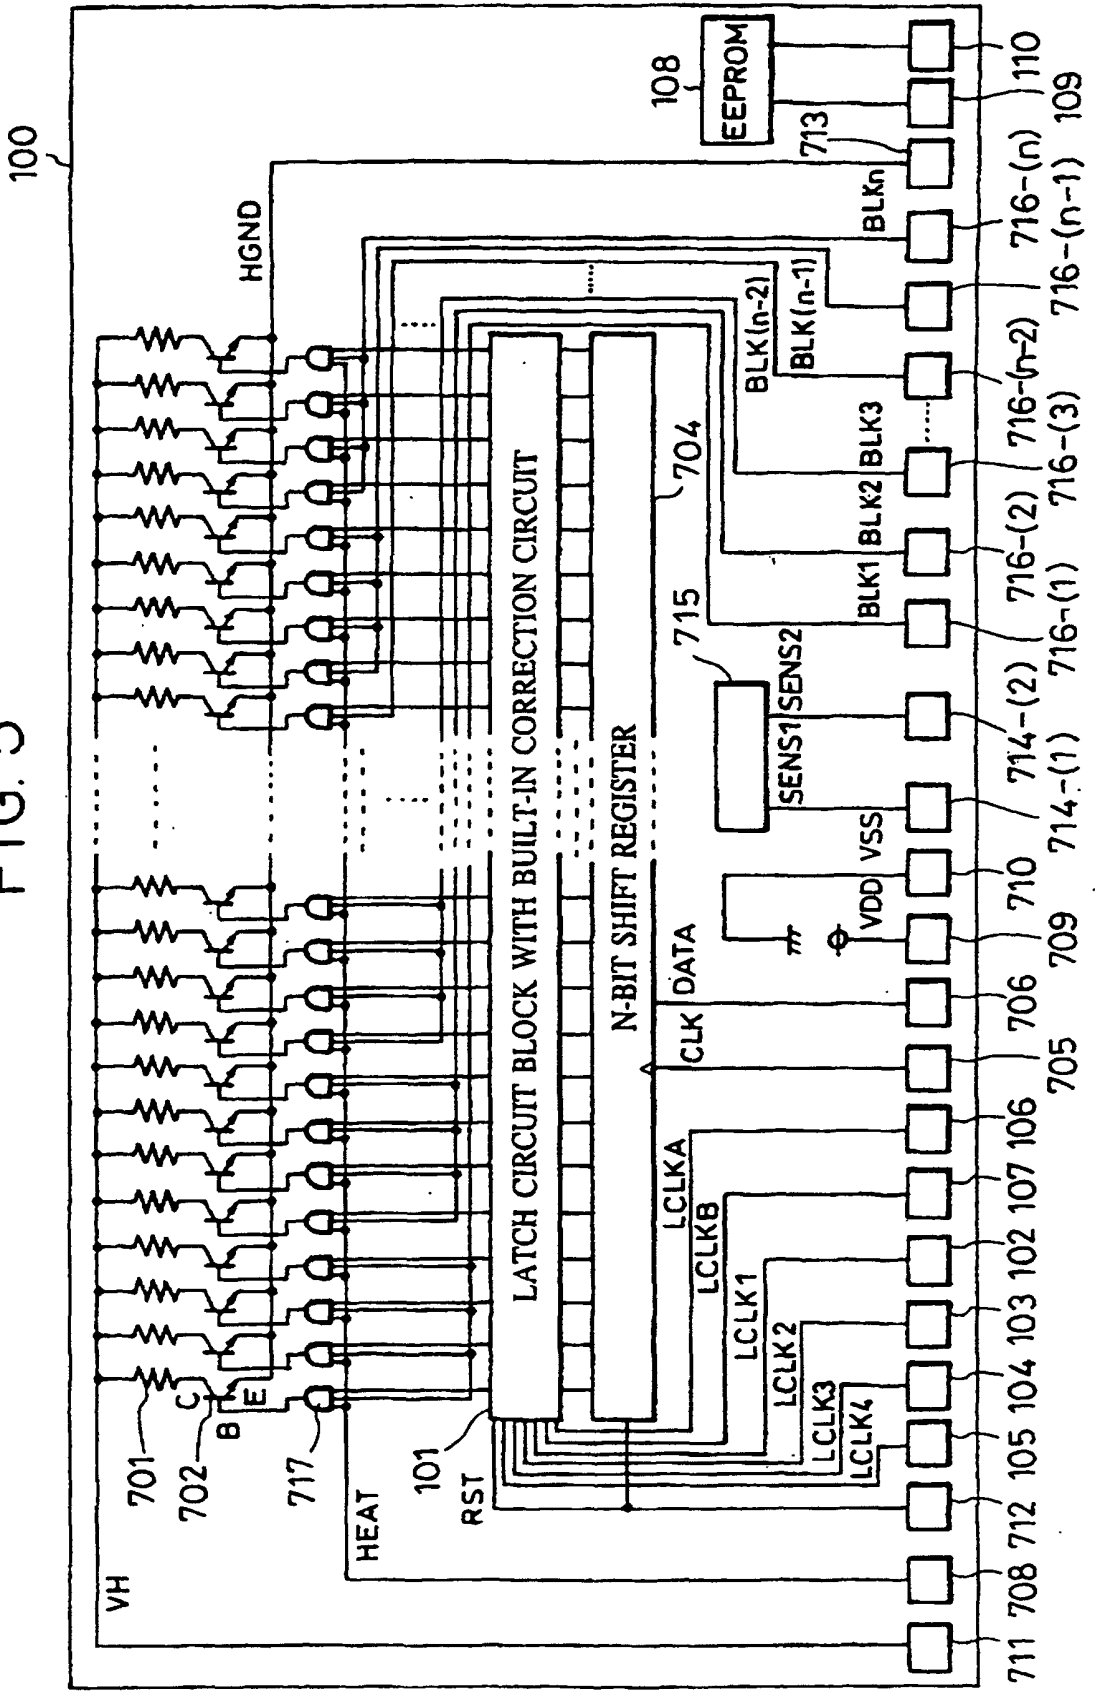 FIG. 5
100
VH
701
702
C
B
E
717
HEAT
HGND
101
RST
LATCH CIRCUIT BLOCK WITH BUILT-IN CORRECTION CIRCUIT
N-BIT SHIFT REGISTER
704
LCLKA
LCLKB
LCLK1
LCLK2
LCLK3
LCLK4
CLK
DATA
VDD
VSS
SENS1
SENS2
715
BLK1
BLK2
BLK3
BLK(n-2)
BLK(n-1)
BLKn
713
108
EEPROM
711
708
712
105
104
103
102
107
106
705
706
709
710
714-(1)
714-(2)
716-(1)
716-(2)
716-(3)
716-(n-2)
716-(n-1)
716-(n)
109
110